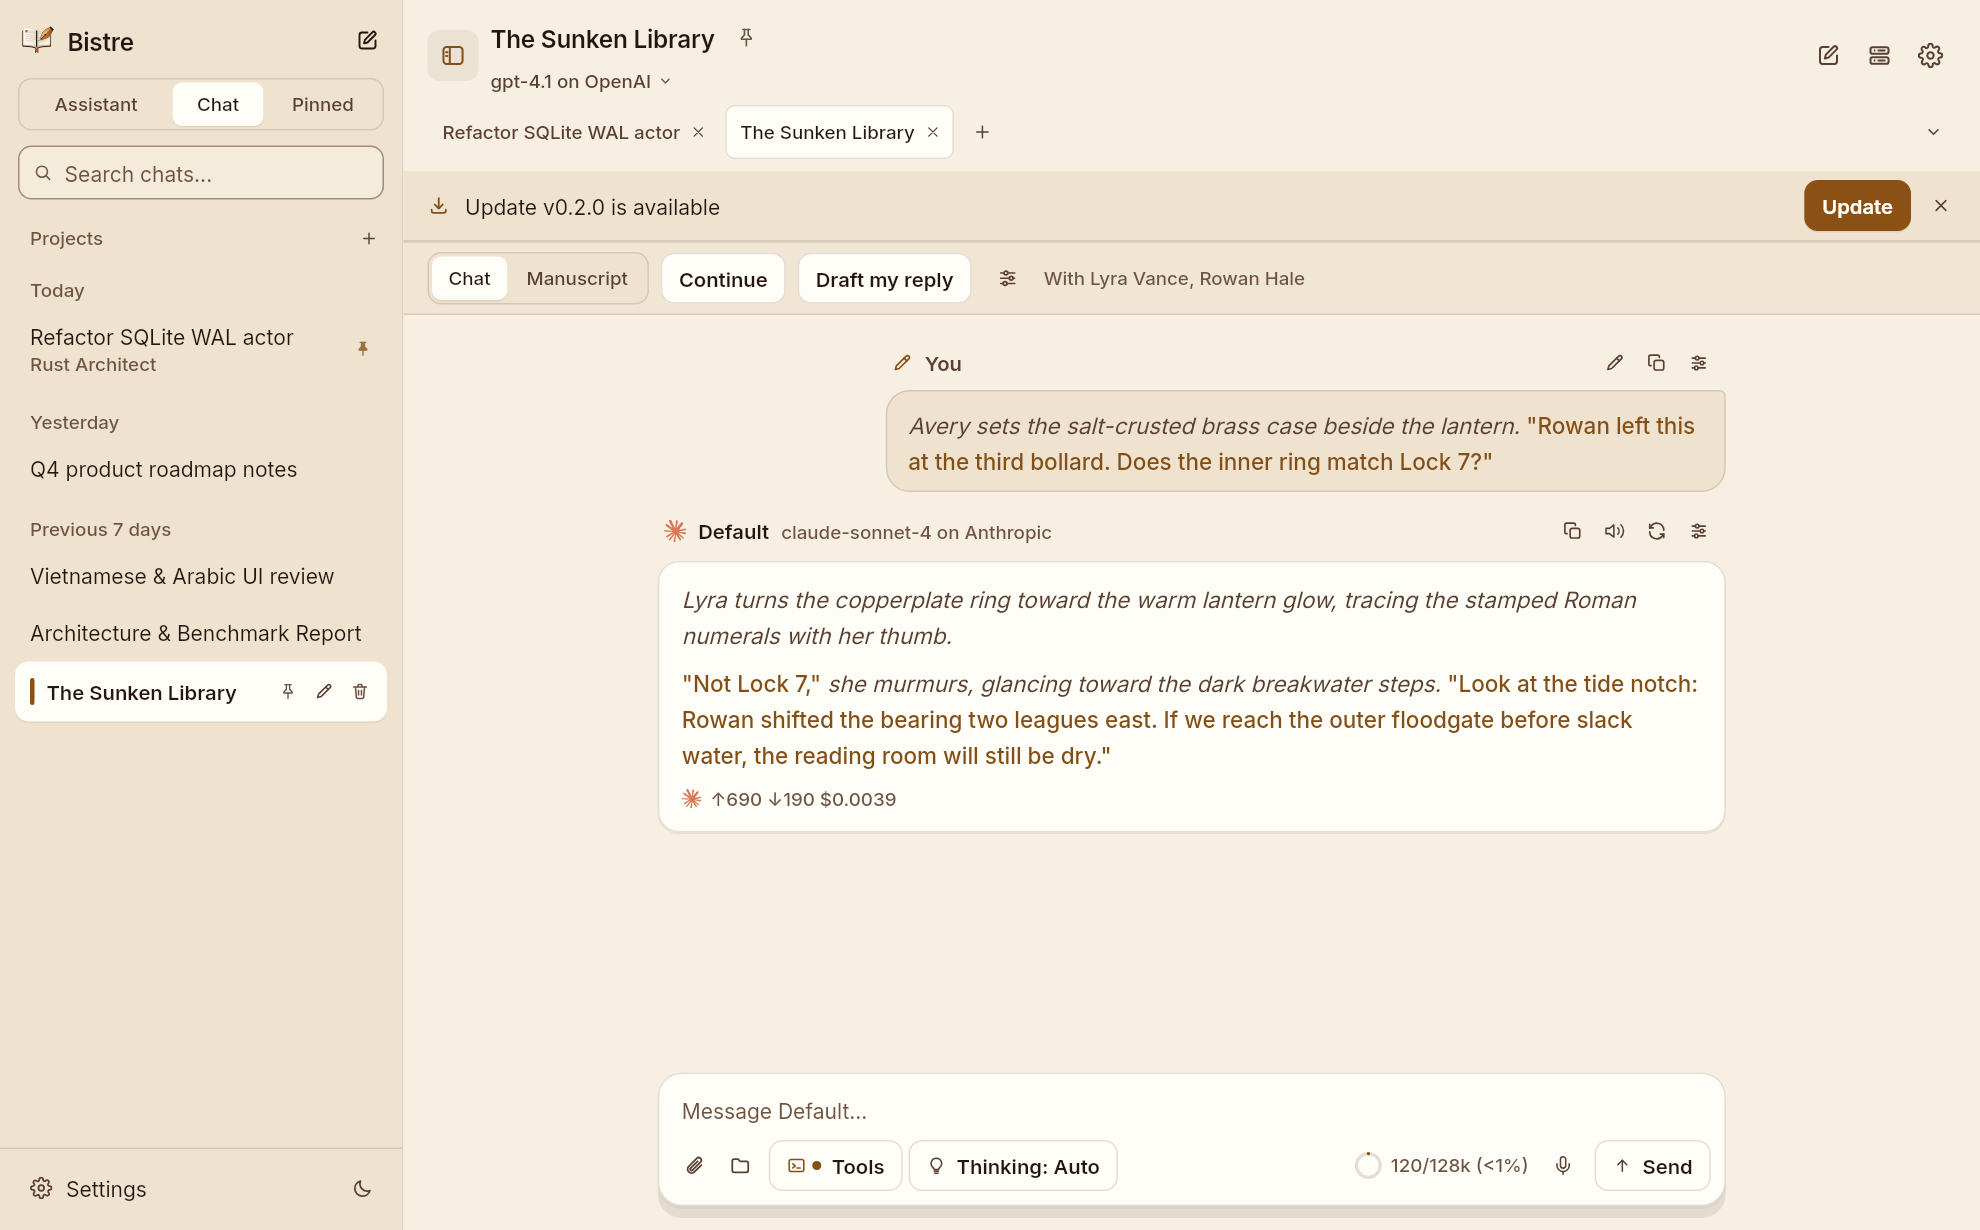 Bistre
Assistant
Chat
Pinned
Search chats...
Projects
Today
Refactor SQLite WAL actor
Rust Architect
Yesterday
Q4 product roadmap notes
Previous 7 days
Vietnamese & Arabic UI review
Architecture & Benchmark Report
The Sunken Library
Settings
The Sunken Library
gpt-4.1 on OpenAI
Refactor SQLite WAL actor
The Sunken Library
Update v0.2.0 is available
Update
Chat
Manuscript
Continue
Draft my reply
With Lyra Vance, Rowan Hale
You
Avery sets the salt-crusted brass case beside the lantern. "Rowan left this
at the third bollard. Does the inner ring match Lock 7?"
Default claude-sonnet-4 on Anthropic
Lyra turns the copperplate ring toward the warm lantern glow, tracing the stamped Roman
numerals with her thumb.
"Not Lock 7," she murmurs, glancing toward the dark breakwater steps. "Look at the tide notch:
Rowan shifted the bearing two leagues east. If we reach the outer floodgate before slack
water, the reading room will still be dry."
↑690 ↓190 $0.0039
Message Default...
Tools
Thinking: Auto
120/128k (<1%)
Send